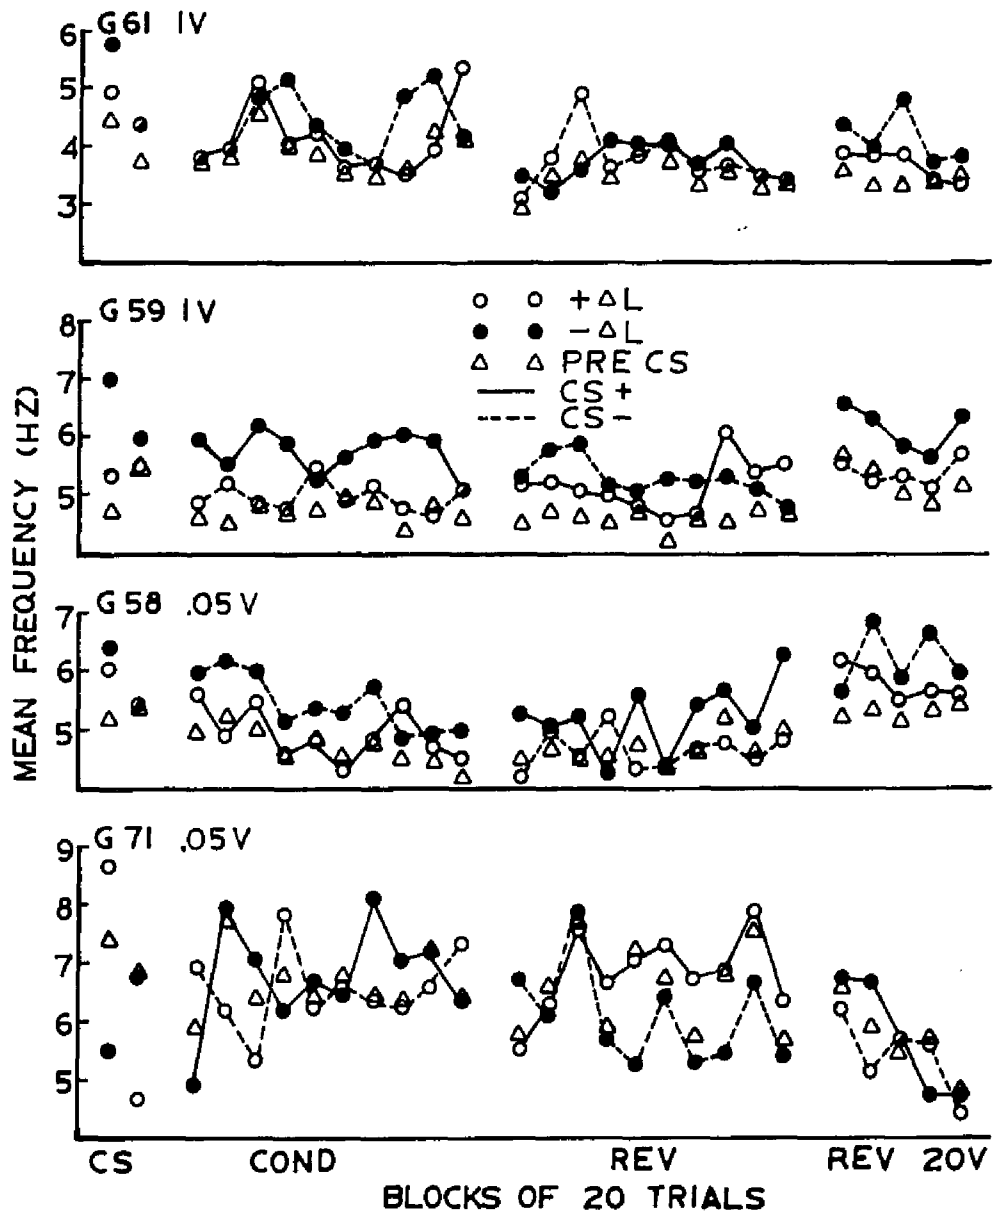 G61 IV
6
5
4
3
G59 IV
8
7
6
5
+ΔL
-ΔL
PRE CS
CS+
CS-
G58 .05V
7
6
5
G71 .05V
9
8
7
6
5
MEAN FREQUENCY (HZ)
CS COND REV REV 20V
BLOCKS OF 20 TRIALS